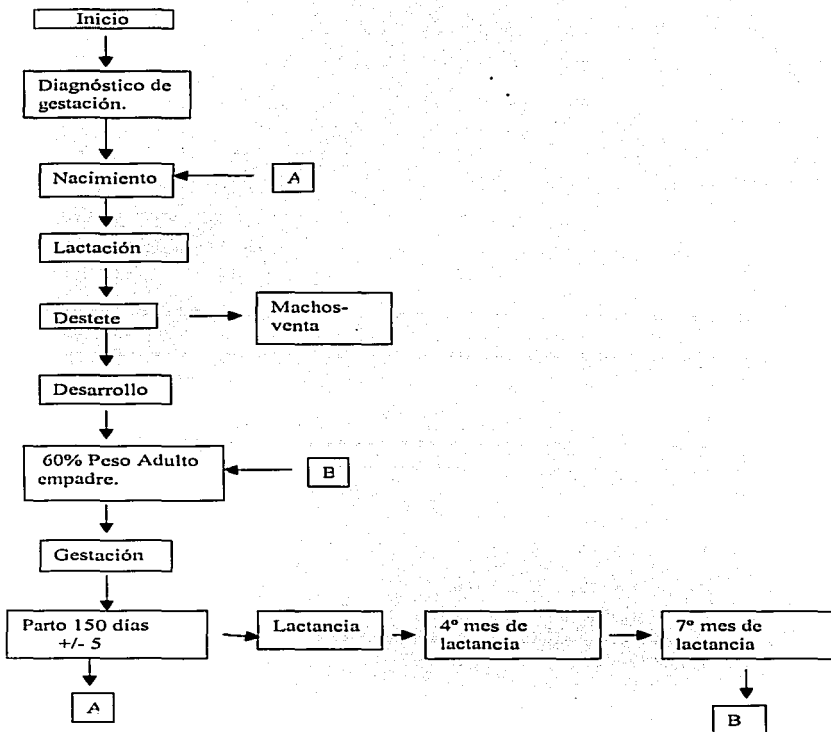 Inicio
Diagnóstico de
gestación.
Nacimiento
A
Lactación
Destete
Machos-
venta
Desarrollo
60% Peso Adulto
empadre.
B
Gestación
Parto 150 días
+/- 5
Lactancia
4º mes de
lactancia
7º mes de
lactancia
A
B